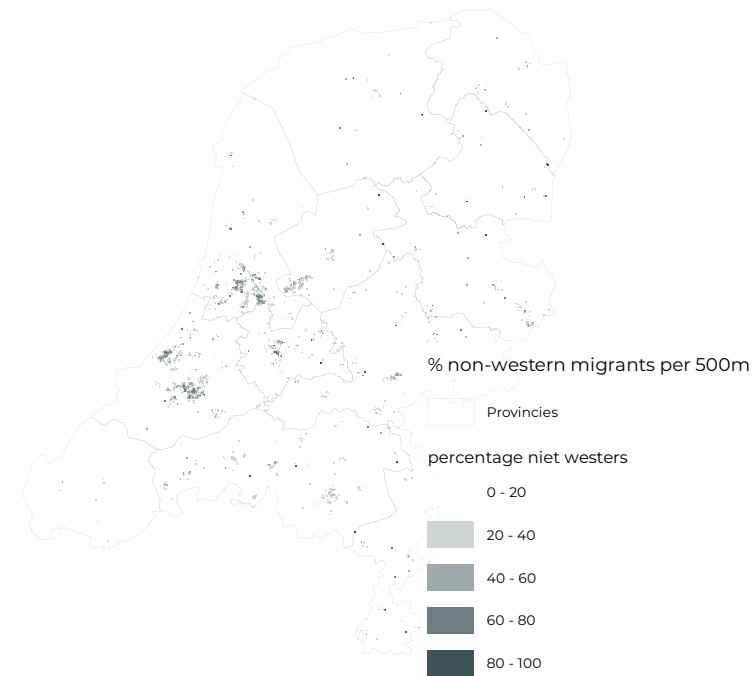 % non-western migrants per 500m
Provincies
percentage niet westers
0 - 20
20 - 40
40 - 60
60 - 80
80 - 100